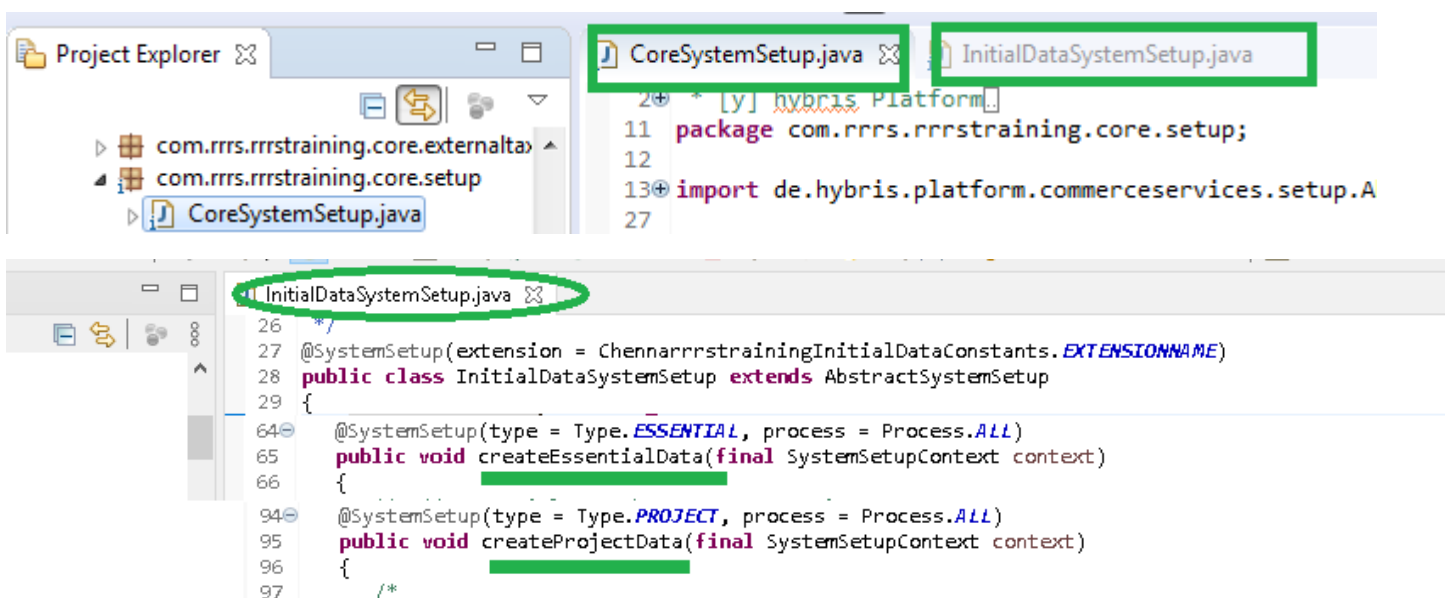 Project Explorer
CoreSystemSetup.java
InitialDataSystemSetup.java
2 * [y] hybris Platform..
11 package com.rrrs.rrrstraining.core.setup;
12
13 import de.hybris.platform.commerceservices.setup.A
27
com.rrrs.rrrstraining.core.externaltax
com.rrrs.rrrstraining.core.setup
CoreSystemSetup.java
InitialDataSystemSetup.java
26 */
27 @SystemSetup(extension = ChennarrrstrainingInitialDataConstants.EXTENSIONNAME)
28 public class InitialDataSystemSetup extends AbstractSystemSetup
29 {
64 @SystemSetup(type = Type.ESSENTIAL, process = Process.ALL)
65 public void createEssentialData(final SystemSetupContext context)
66 {
94 @SystemSetup(type = Type.PROJECT, process = Process.ALL)
95 public void createProjectData(final SystemSetupContext context)
96 {
97 /*